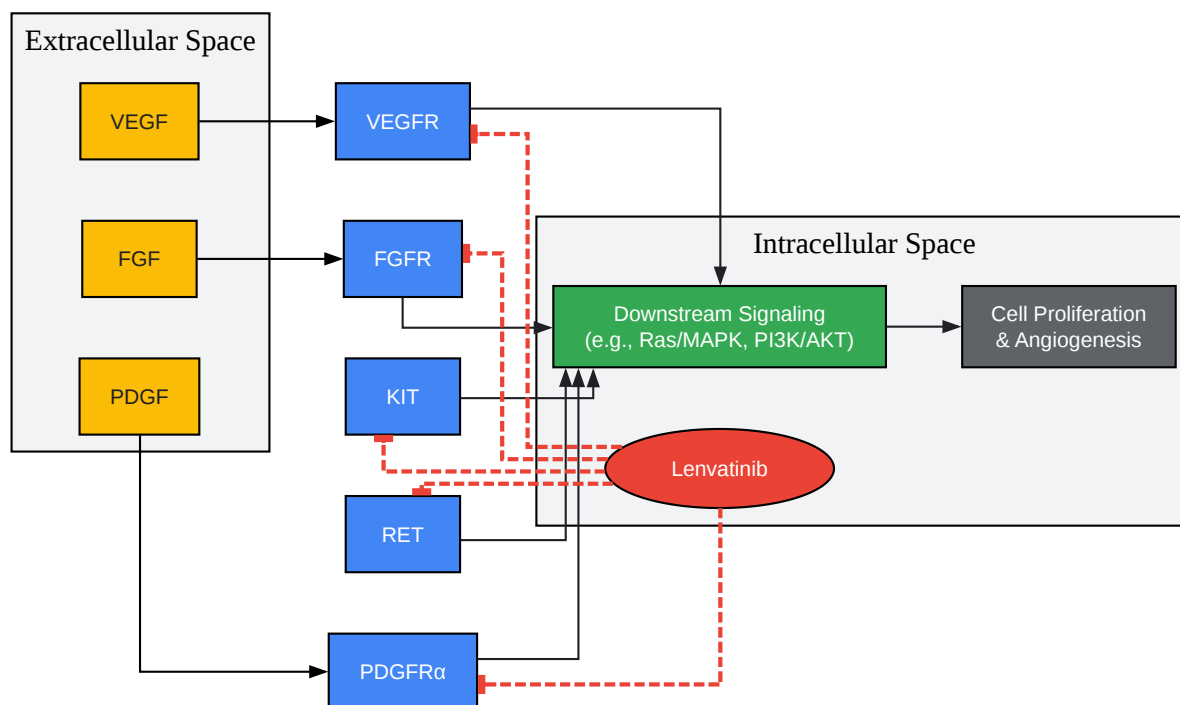 Extracellular Space
VEGF
VEGFR
FGF
FGFR
Intracellular Space
Downstream Signaling
(e.g., Ras/MAPK, PI3K/AKT)
Cell Proliferation
& Angiogenesis
PDGF
KIT
Lenvatinib
RET
PDGFRα